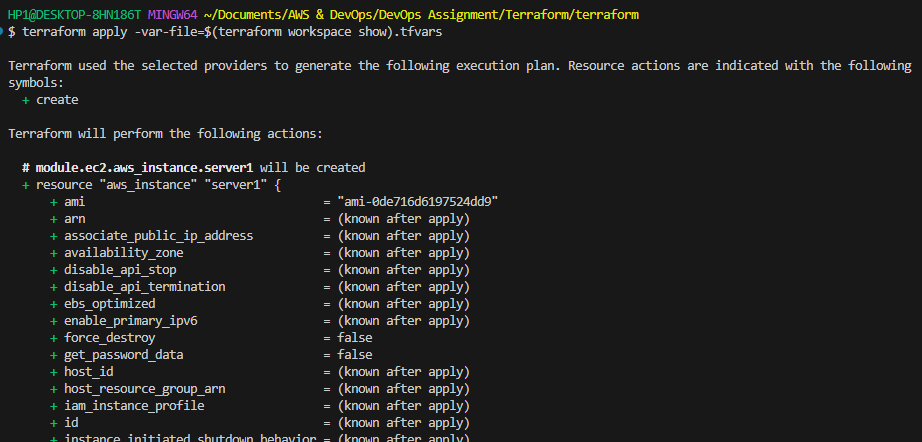 HP1@DESKTOP-8HN186T MINGW64 ~/Documents/AWS & DevOps/DevOps Assignment/Terraform/terraform
$ terraform apply -var-file=$(terraform workspace show).tfvars
Terraform used the selected providers to generate the following execution plan. Resource actions are indicated with the following
symbols:
+ create
Terraform will perform the following actions:
# module.ec2.aws_instance.server1 will be created
+ resource "aws_instance" "server1" {
+ ami = "ami-0de716d6197524dd9"
+ arn = (known after apply)
+ associate_public_ip_address = (known after apply)
+ availability_zone = (known after apply)
+ disable_api_stop = (known after apply)
+ disable_api_termination = (known after apply)
+ ebs_optimized = (known after apply)
+ enable_primary_ipv6 = (known after apply)
+ force_destroy = false
+ get_password_data = false
+ host_id = (known after apply)
+ host_resource_group_arn = (known after apply)
+ iam_instance_profile = (known after apply)
+ id = (known after apply)
+ instance_initiated_shutdown_behavior = (known after apply)